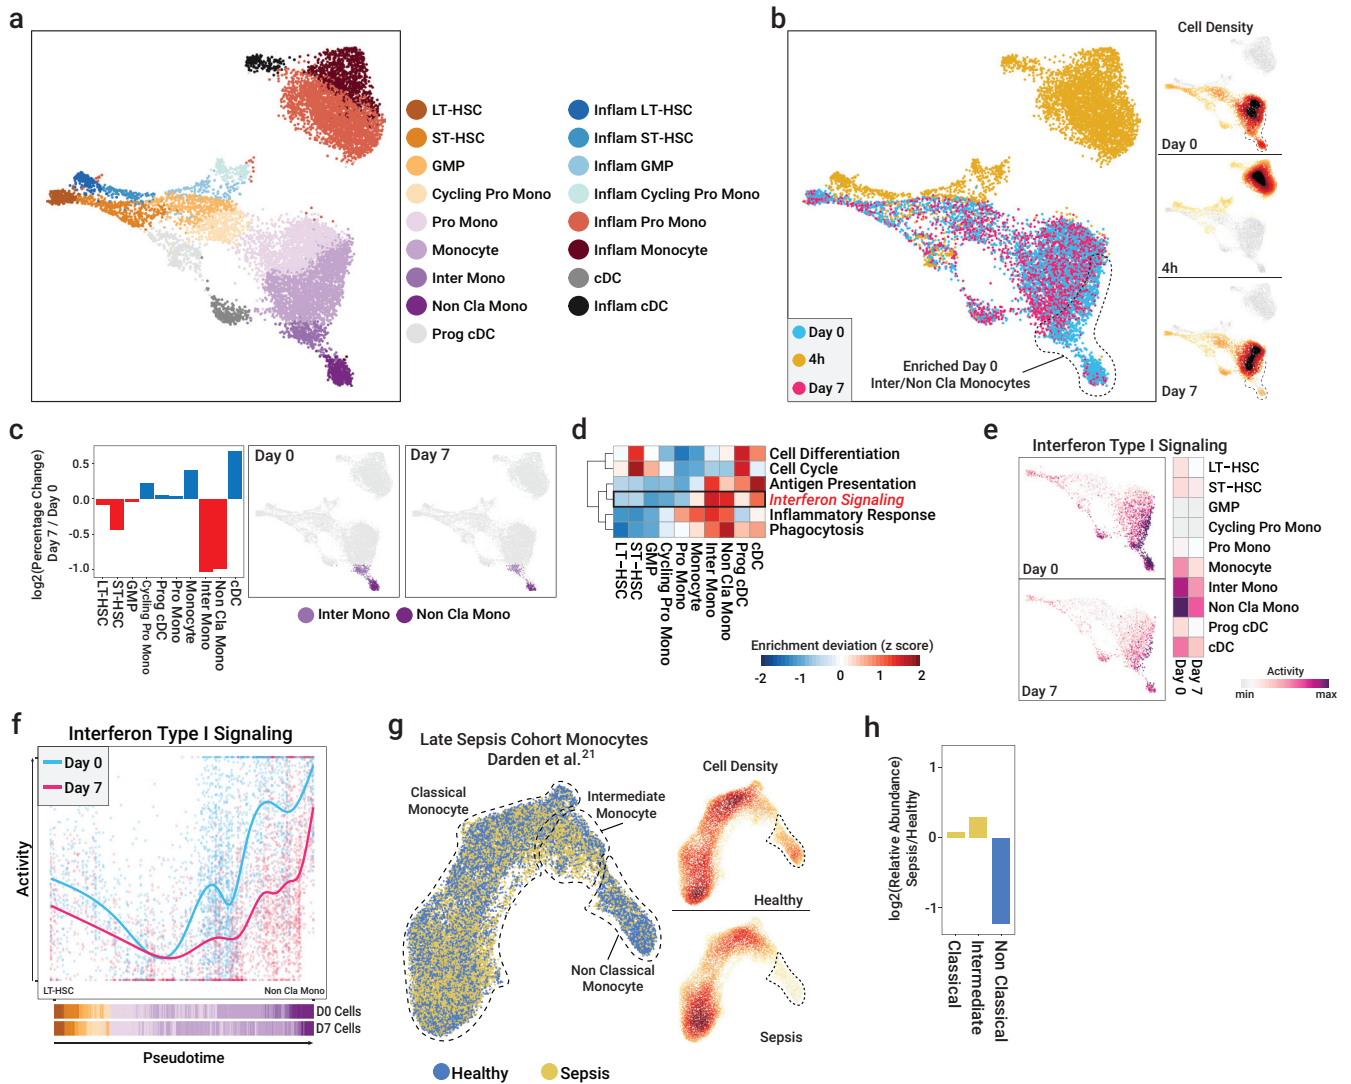 a
LT-HSC
ST-HSC
GMP
Cycling Pro Mono
Pro Mono
Monocyte
Inter Mono
Non Cla Mono
Prog cDC
Inflam LT-HSC
Inflam ST-HSC
Inflam GMP
Inflam Cycling Pro Mono
Inflam Pro Mono
Inflam Monocyte
cDC
Inflam cDC
b
Day 0
4h
Day 7
Enriched Day 0
Inter/Non Cla Monocytes
Cell Density
Day 0
4h
Day 7
c
log2(Percentage Change)
Day 7 / Day 0
0.5
0.0
-0.5
-1.0
LT-HSC
ST-HSC
GMP
Cycling Pro Mono
Prog cDC
Pro Mono
Monocyte
Inter Mono
Non Cla Mono
cDC
Day 0
Day 7
Inter Mono
Non Cla Mono
d
Cell Differentiation
Cell Cycle
Antigen Presentation
Interferon Signaling
Inflammatory Response
Phagocytosis
LT-HSC
ST-HSC
GMP
Cycling Pro Mono
Pro Mono
Monocyte
Inter Mono
Non Cla Mono
Prog cDC
cDC
Enrichment deviation (z score)
-2 -1 0 1 2
e
Interferon Type I Signaling
Day 0
Day 7
LT-HSC
ST-HSC
GMP
Cycling Pro Mono
Pro Mono
Monocyte
Inter Mono
Non Cla Mono
Prog cDC
cDC
Day 0
Day 7
Activity
min max
f
Interferon Type I Signaling
Day 0
Day 7
Activity
LT-HSC
Non Cla Mono
D0 Cells
D7 Cells
Pseudotime
g
Late Sepsis Cohort Monocytes
Darden et al.21
Classical
Monocyte
Intermediate
Monocyte
Non Classical
Monocyte
Healthy
Sepsis
Cell Density
Healthy
Sepsis
h
log2(Relative Abundance)
Sepsis/Healthy
1
0
-1
Classical
Intermediate
Non Classical